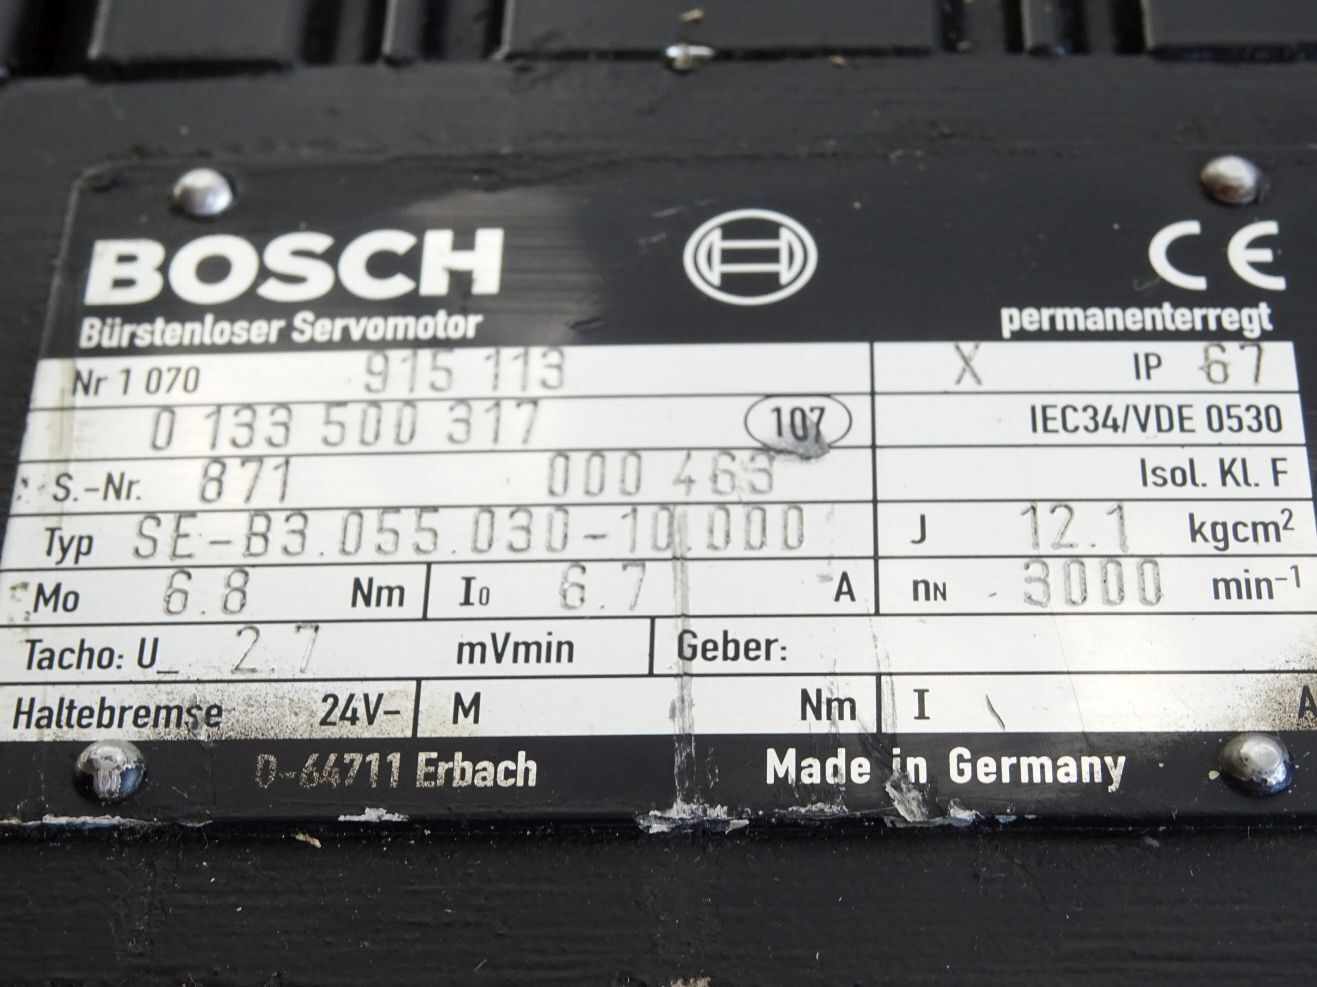 BOSCH
CE
Bürstenloser Servomotor
permanenterregt
Nr 1 070 915 113 X IP 67
0 133 500 317 107 IEC34/VDE 0530
S.-Nr. 871 000 463 Isol. Kl. F
Typ SE-B3.055.030-10.000 J 12.1 kgcm²
Mo 6.8 Nm I0 6.7 A nN 3000 min⁻¹
Tacho: U_ 2.7 mVmin Geber:
Haltebremse 24V– M Nm I A
D-64711 Erbach Made in Germany